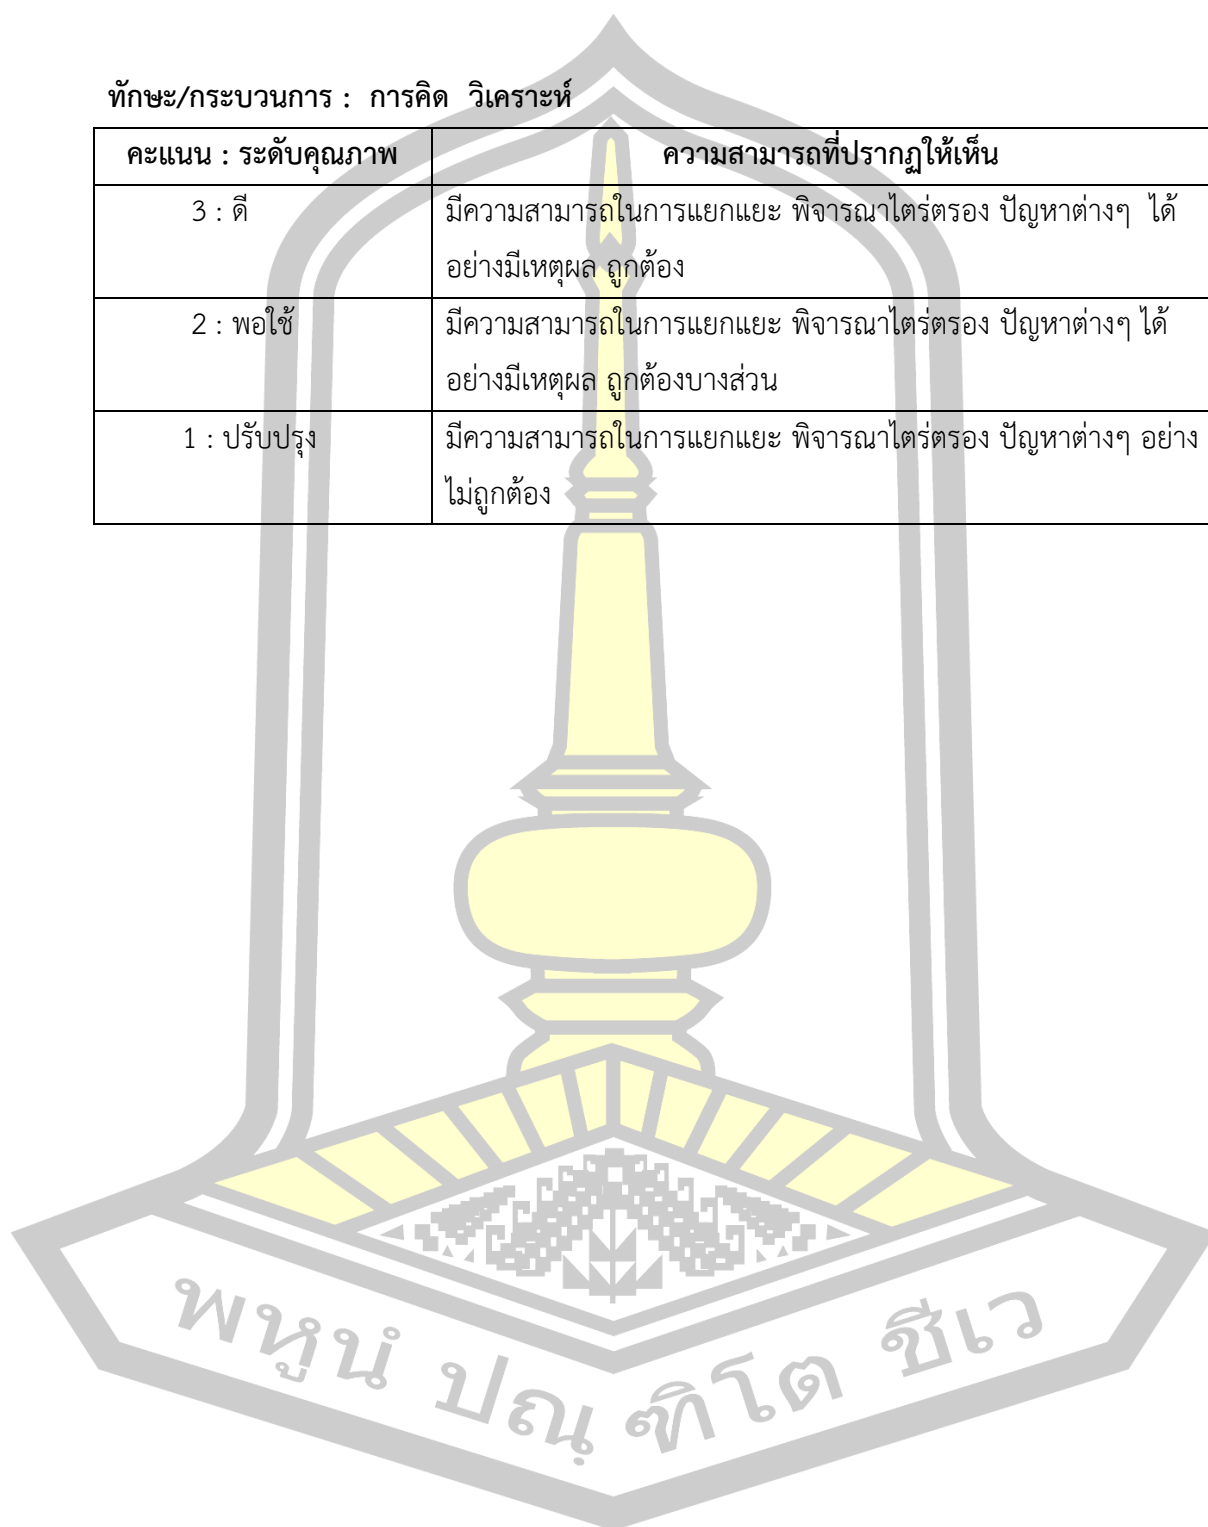 ทักษะ/กระบวนการ : การคิด วิเคราะห์
คะแนน : ระดับคุณภาพ ความสามารถที่ปรากฏให้เห็น
3 : ดี มีความสามารถในการแยกแยะ พิจารณาไตร่ตรอง ปัญหาต่างๆ ได้
อย่างมีเหตุผล ถูกต้อง
2 : พอใช้ มีความสามารถในการแยกแยะ พิจารณาไตร่ตรอง ปัญหาต่างๆ ได้
อย่างมีเหตุผล ถูกต้องบางส่วน
1 : ปรับปรุง มีความสามารถในการแยกแยะ พิจารณาไตร่ตรอง ปัญหาต่างๆ อย่าง
ไม่ถูกต้อง
พหูนํ ปณฺฑิโต ชีเว